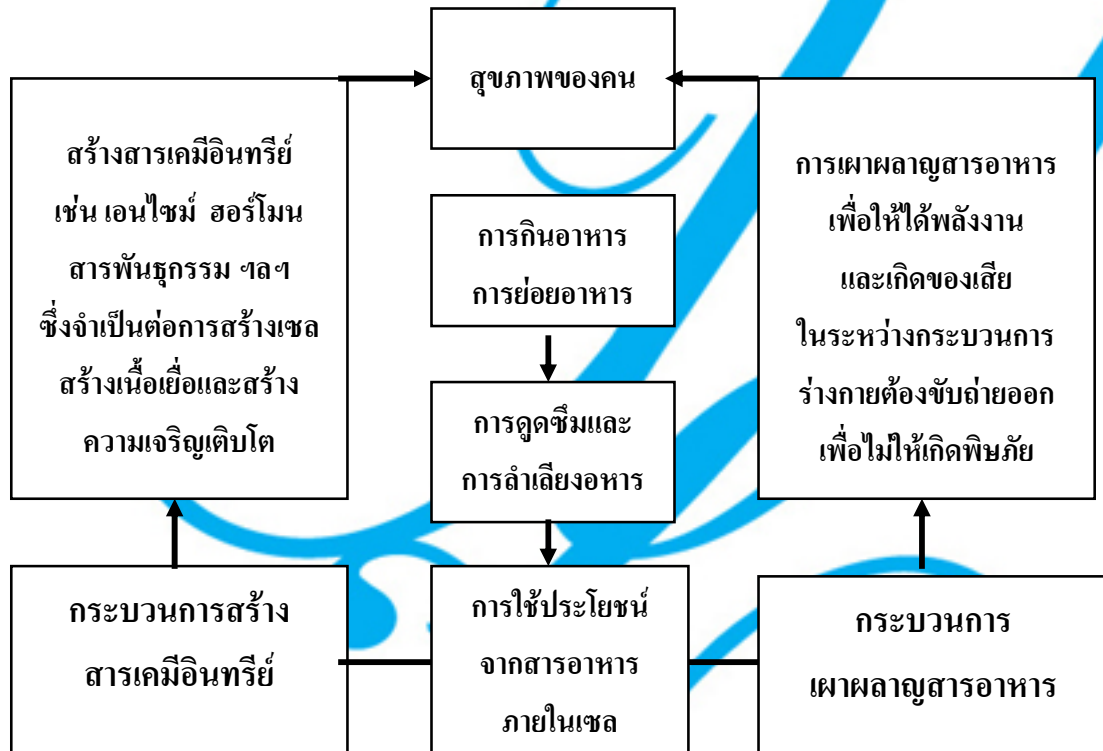 สุขภาพของคน
สร้างสารเคมีอินทรีย์
เช่น เอนไซม์ ฮอร์โมน
สารพันธุกรรม ฯลฯ
ซึ่งจำเป็นต่อการสร้างเซล
สร้างเนื้อเยื่อและสร้าง
ความเจริญเติบโต
การกินอาหาร
การย่อยอาหาร
การดูดซึมและ
การลำเลียงอหาร
การเผาผลาญสารอาหาร
เพื่อให้ได้พลังงาน
และเกิดของเสีย
ในระหว่างกระบวนการ
ร่างกายต้องขับถ่ายออก
เพื่อไม่ให้เกิดพิษภัย
กระบวนการสร้าง
สารเคมีอินทรีย์
การใช้ประโยชน์
จากสารอาหาร
ภายในเซล
กระบวนการ
เผาผลาญสารอาหาร